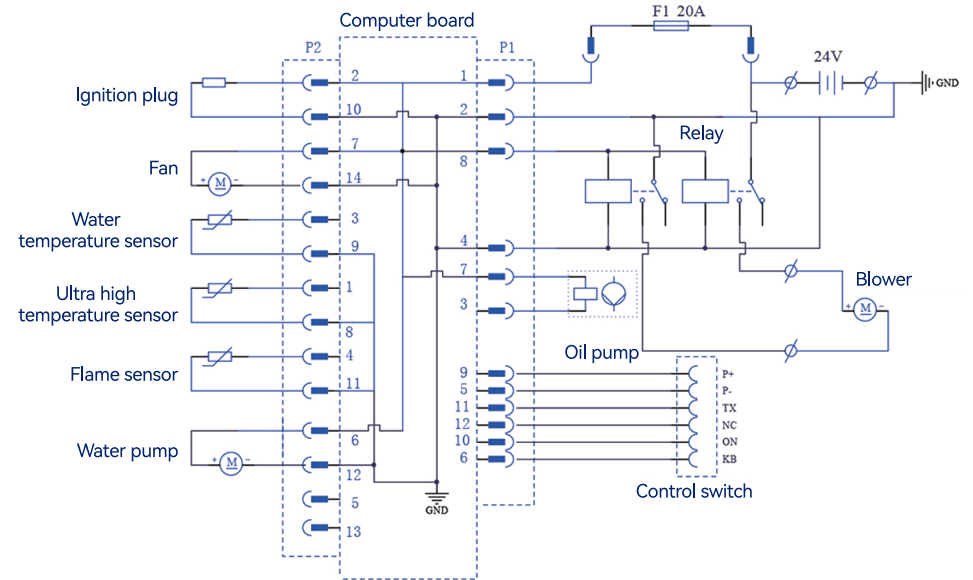 Computer board
F1 20A
P2
P1
24V
GND
Ignition plug
2
1
10
2
Relay
Fan
7
8
14
+ M -
Water
temperature sensor
3
9
4
7
Ultra high
temperature sensor
1
8
3
Blower
+ M -
Oil pump
Flame sensor
4
11
9
5
11
12
10
6
P+
P-
TX
NC
ON
KB
Control switch
Water pump
6
+ M -
12
5
13
GND